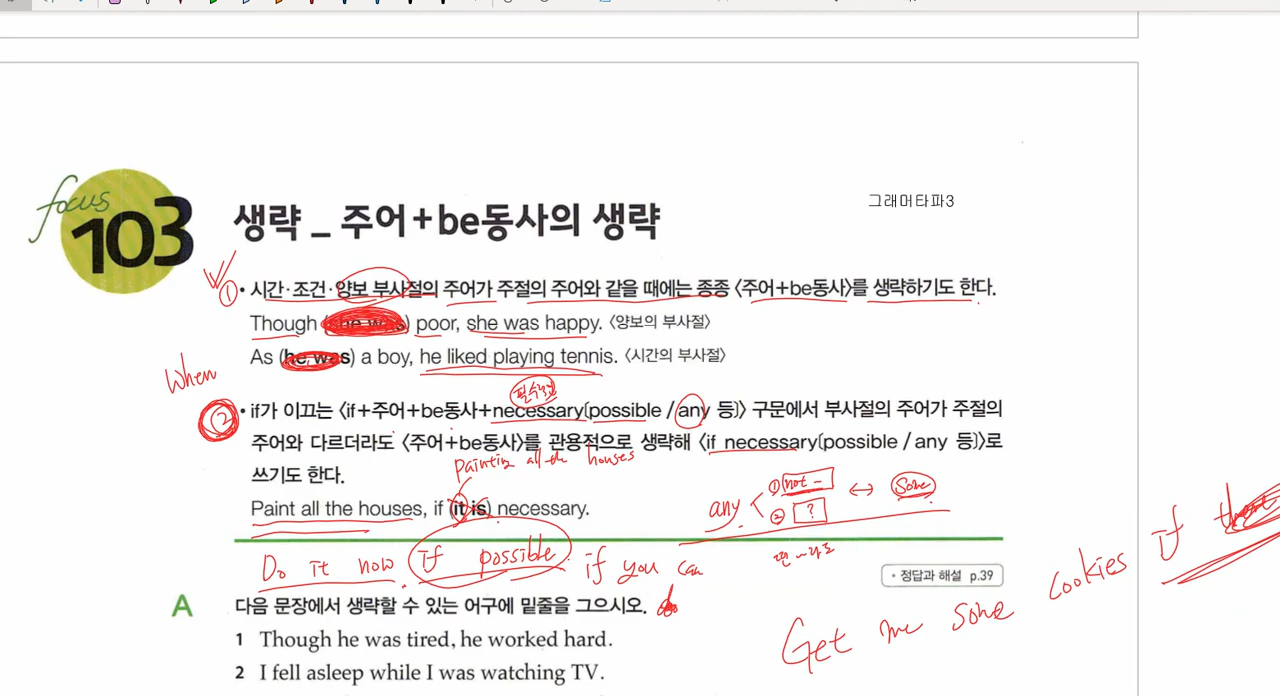 focus
103
생략 _ 주어+be동사의 생략
그래머타파3
① • 시간·조건·양보 부사절의 주어가 주절의 주어와 같을 때에는 종종 〈주어+be동사〉를 생략하기도 한다.
Though (she was) poor, she was happy. 〈양보의 부사절〉
As (he was) a boy, he liked playing tennis. 〈시간의 부사절〉
When
② • if가 이끄는 〈if+주어+be동사+necessary(possible / any 등)〉 구문에서 부사절의 주어가 주절의
주어와 다르더라도 〈주어+be동사〉를 관용적으로 생략해 〈if necessary(possible / any 등)〉로
쓰기도 한다.
Painting all the houses
Paint all the houses, if (it is) necessary.
any ① not ② ? ↔ Some
Do it now. if possible if you can
Get me some cookies if
• 정답과 해설 p.39
A 다음 문장에서 생략할 수 있는 어구에 밑줄을 그으시오.
1 Though he was tired, he worked hard.
2 I fell asleep while I was watching TV.